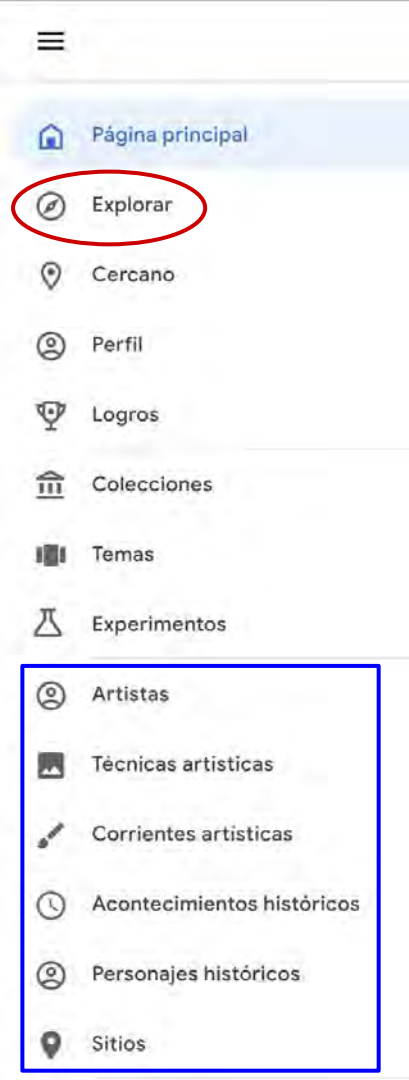 Página principal
Explorar
Cercano
Perfil
Logros
Colecciones
Temas
Experimentos
Artistas
Técnicas artísticas
Corrientes artísticas
Acontecimientos históricos
Personajes históricos
Sitios